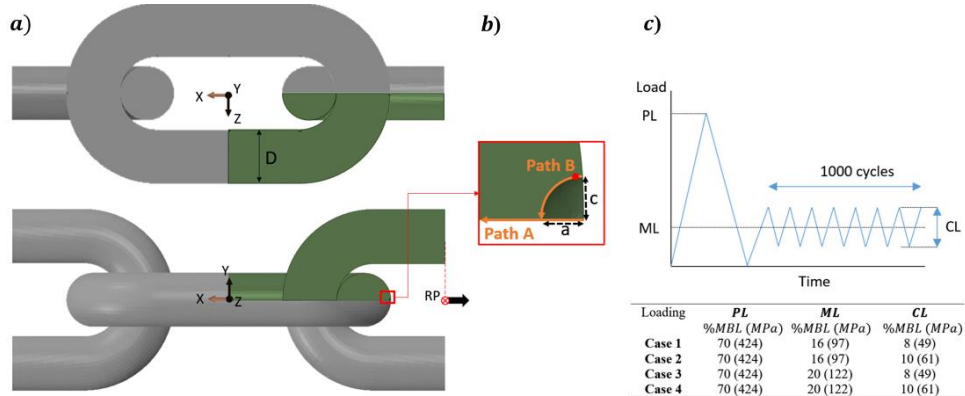 a)
X
Y
Z
D
Y
X
Z
RP
b)
Path B
c
Path A
a
c)
Load
PL
1000 cycles
ML
CL
Time
Loading PL ML CL
%MBL (MPa) %MBL (MPa) %MBL (MPa)
Case 1 70 (424) 16 (97) 8 (49)
Case 2 70 (424) 16 (97) 10 (61)
Case 3 70 (424) 20 (122) 8 (49)
Case 4 70 (424) 20 (122) 10 (61)